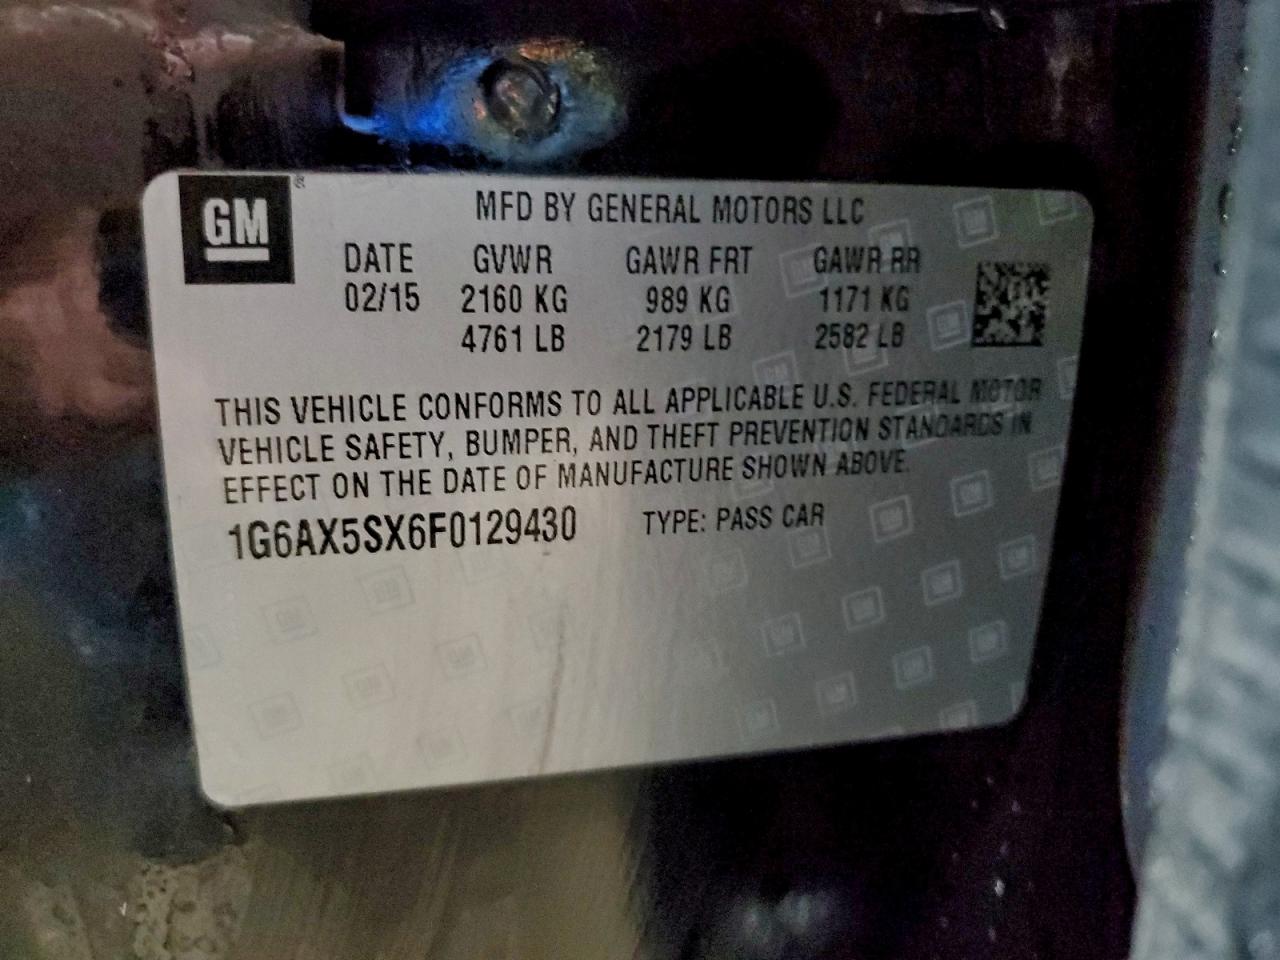 GM®
MFD BY GENERAL MOTORS LLC
DATE GVWR GAWR FRT GAWR RR
02/15 2160 KG 989 KG 1171 KG
4761 LB 2179 LB 2582 LB
THIS VEHICLE CONFORMS TO ALL APPLICABLE U.S. FEDERAL MOTOR
VEHICLE SAFETY, BUMPER, AND THEFT PREVENTION STANDARDS IN
EFFECT ON THE DATE OF MANUFACTURE SHOWN ABOVE.
1G6AX5SX6F0129430 TYPE: PASS CAR